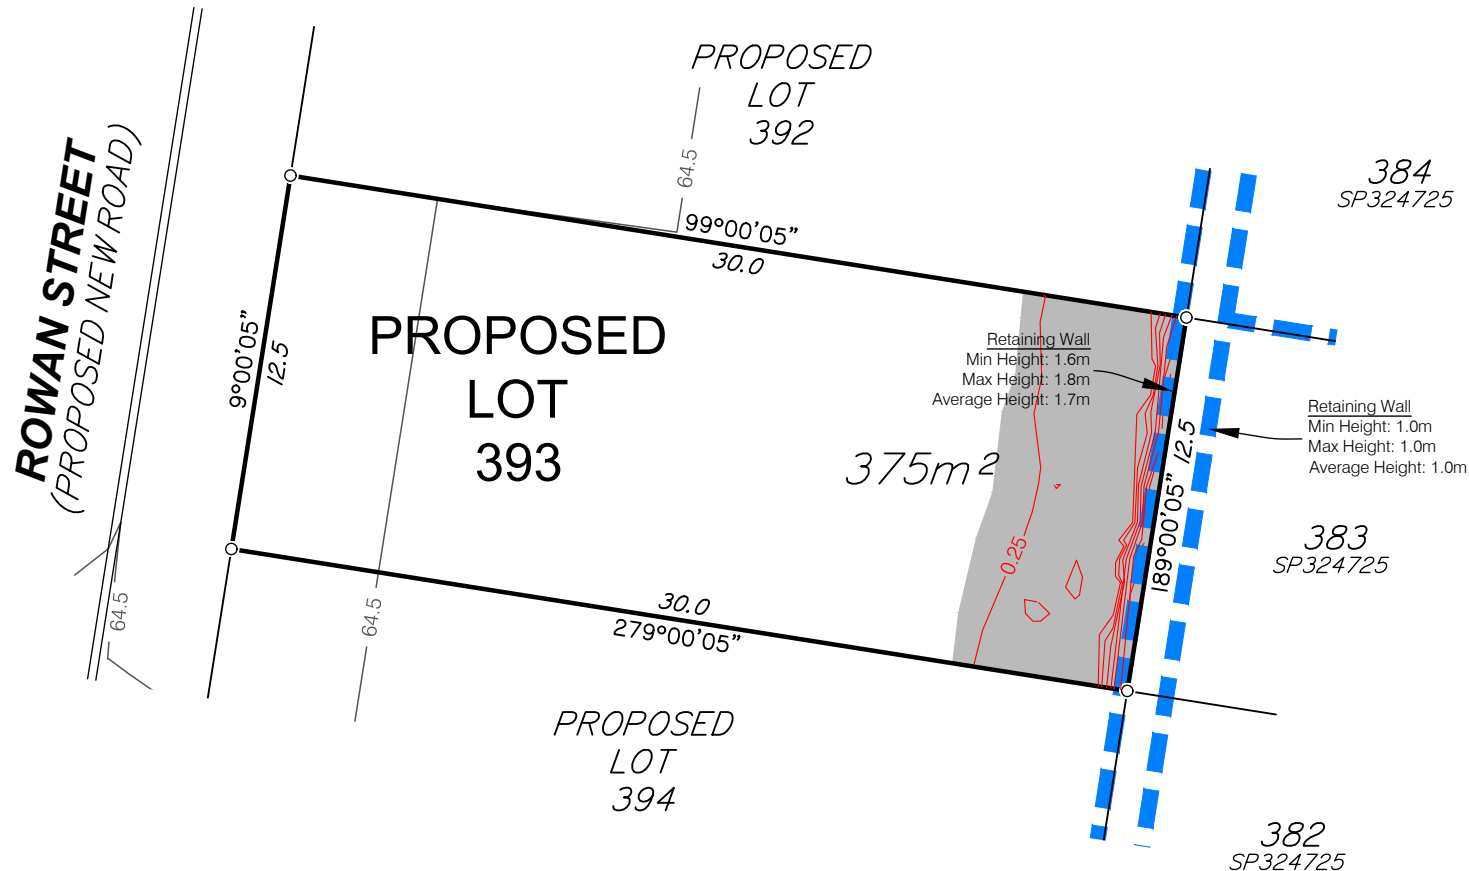 PROPOSED
LOT
392
384
SP324725
64.5
99°00'05"
30.0
ROWAN STREET
(PROPOSED NEW ROAD)
9°00'05"
12.5
PROPOSED
LOT
393
Retaining Wall
Min Height: 1.6m
Max Height: 1.8m
Average Height: 1.7m
Retaining Wall
Min Height: 1.0m
Max Height: 1.0m
Average Height: 1.0m
375m²
12.5
189°00'05"
0.25
383
SP324725
64.5
64.5
30.0
279°00'05"
PROPOSED
LOT
394
382
SP324725